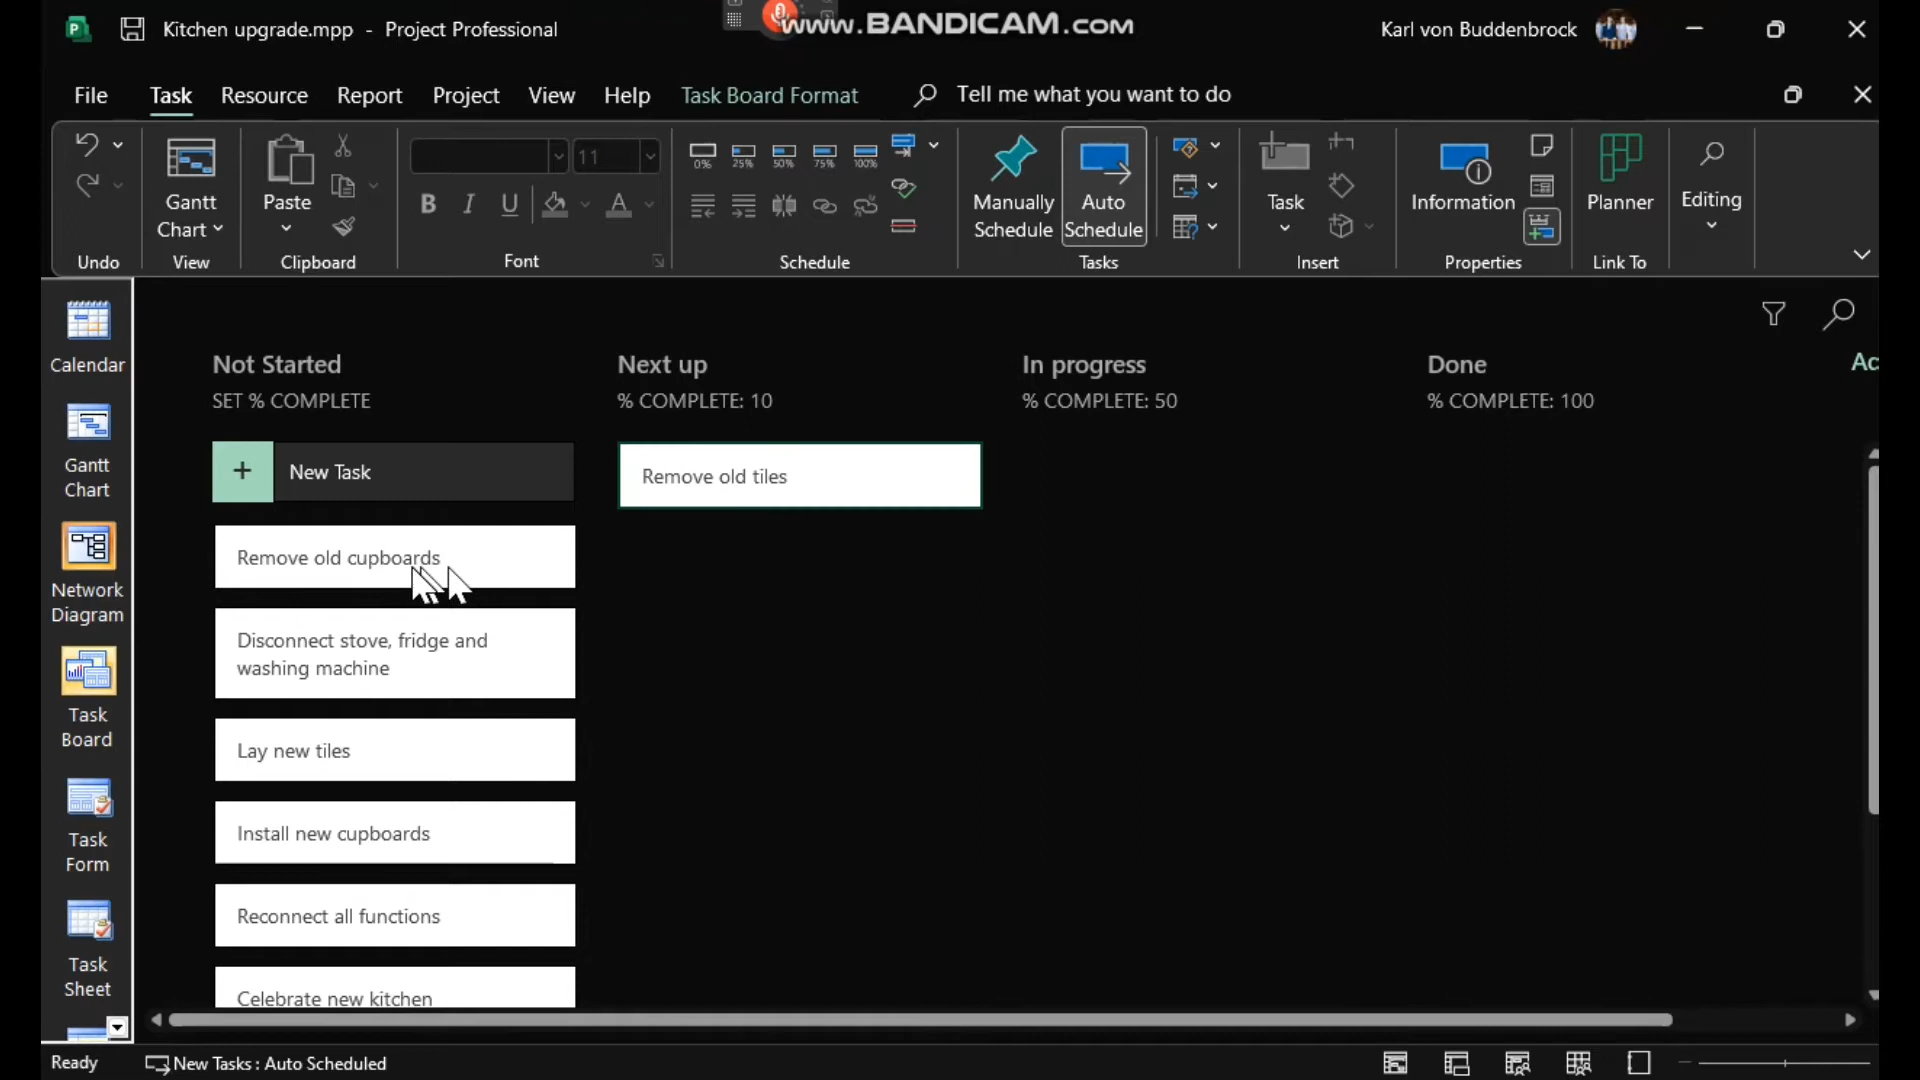 Kitchen upgrade.mpp - Project Professional
www.BANDICAM.com
Karl von Buddenbrock
File Task Resource Report Project View Help Task Board Format Tell me what you want to do
Gantt Chart
Paste
11
B I U A
0% 25% 50% 75% 100%
Manually Schedule
Auto Schedule
Task
Information
Planner
Editing
Undo View Clipboard Font Schedule Tasks Insert Properties Link To
Calendar
Gantt Chart
Network Diagram
Task Board
Task Form
Task Sheet
Not Started
SET % COMPLETE
New Task
Remove old cupboards
Disconnect stove, fridge and
washing machine
Lay new tiles
Install new cupboards
Reconnect all functions
Celebrate new kitchen
Next up
% COMPLETE: 10
Remove old tiles
In progress
% COMPLETE: 50
Done
% COMPLETE: 100
Ac
Ready New Tasks : Auto Scheduled